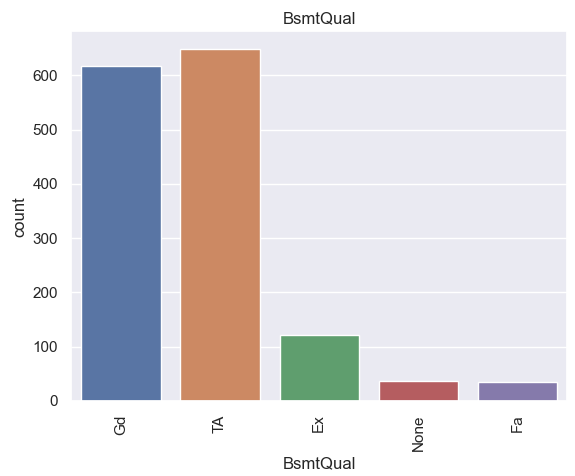 BsmtQual
count
600
500
400
300
200
100
0
Gd
TA
Ex
None
Fa
BsmtQual